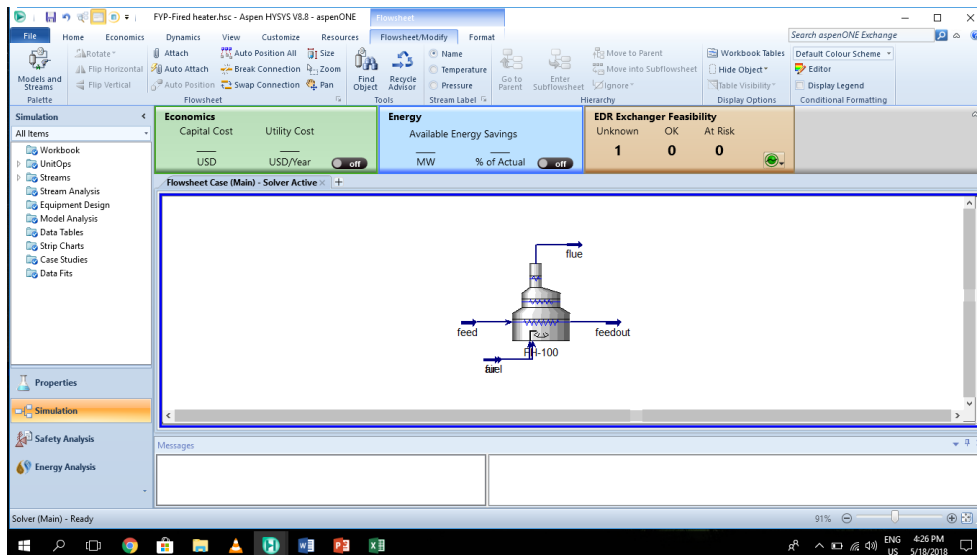 FYP-Fired heater.hsc - Aspen HYSYS V8.8 - aspenONE
Flowsheet
File Home Economics Dynamics View Customize Resources Flowsheet/Modify Format
Search aspenONE Exchange
Models and Streams
Palette
Rotate
Flip Horizontal
Flip Vertical
Attach
Auto Attach
Auto Position
Auto Position All
Break Connection
Swap Connection
Size
Zoom
Pan
Flowsheet
Find Object
Recycle Advisor
Tools
Name
Temperature
Pressure
Stream Label
Go to Parent
Enter Subflowsheet
Move to Parent
Move into Subflowsheet
Ignore
Hierarchy
Workbook Tables
Hide Object
Table Visibility
Display Options
Default Colour Scheme
Editor
Display Legend
Conditional Formatting
Simulation
All Items
Workbook
UnitOps
Streams
Stream Analysis
Equipment Design
Model Analysis
Data Tables
Strip Charts
Case Studies
Data Fits
Properties
Simulation
Safety Analysis
Energy Analysis
Economics
Capital Cost Utility Cost
USD USD/Year off
Energy
Available Energy Savings
MW % of Actual off
EDR Exchanger Feasibility
Unknown OK At Risk
1 0 0
Flowsheet Case (Main) - Solver Active
flue
feed
feedout
FH-100
Messages
Solver (Main) - Ready
91%
ENG
US
4:26 PM
5/18/2018